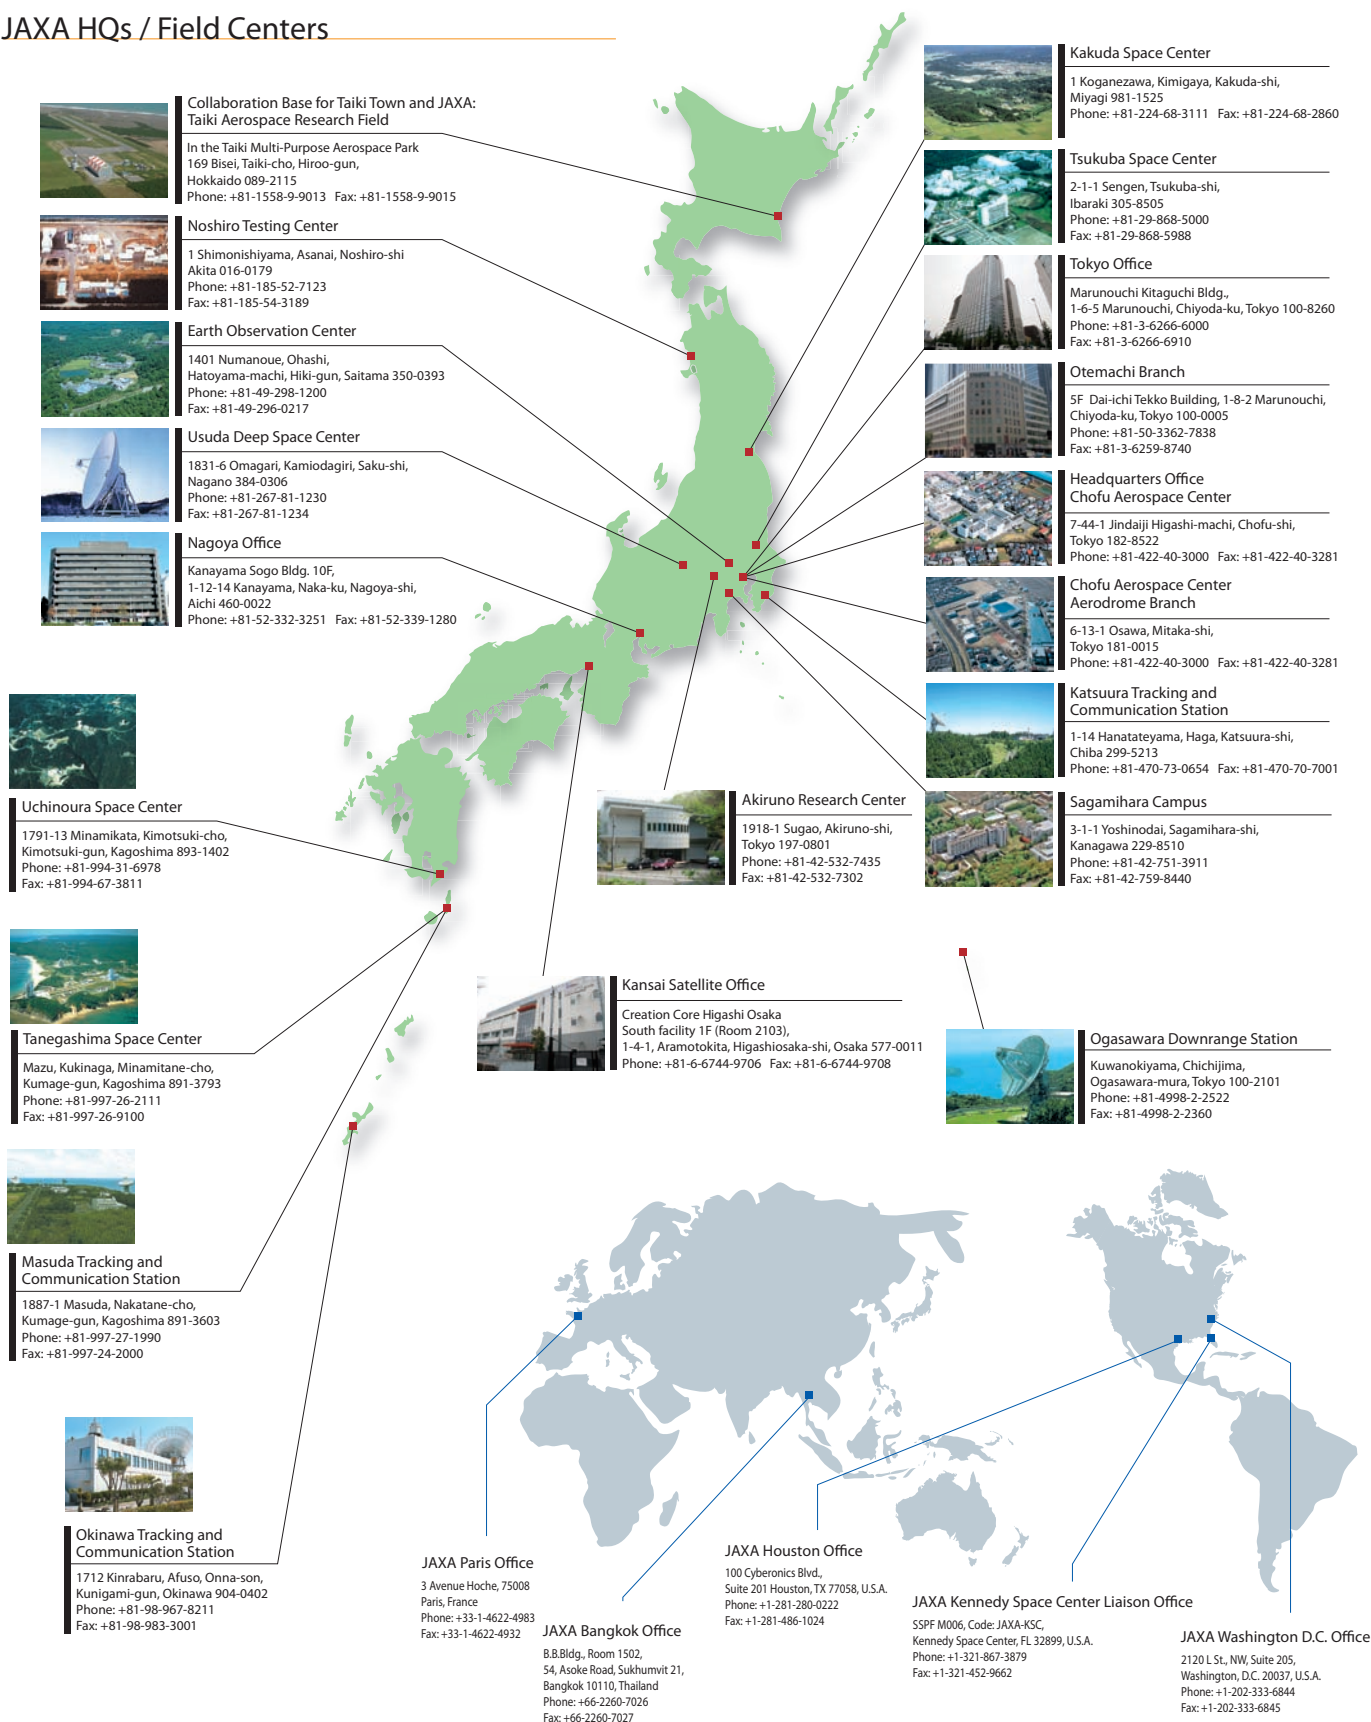 JAXA HQs / Field Centers
Collaboration Base for Taiki Town and JAXA:
Taiki Aerospace Research Field
In the Taiki Multi-Purpose Aerospace Park
169 Bisei, Taiki-cho, Hiroo-gun,
Hokkaido 089-2115
Phone: +81-1558-9-9013 Fax: +81-1558-9-9015
Noshiro Testing Center
1 Shimonishiyama, Asanai, Noshiro-shi
Akita 016-0179
Phone: +81-185-52-7123
Fax: +81-185-54-3189
Earth Observation Center
1401 Numanoue, Ohashi,
Hatoyama-machi, Hiki-gun, Saitama 350-0393
Phone: +81-49-298-1200
Fax: +81-49-296-0217
Usuda Deep Space Center
1831-6 Omagari, Kamiodagiri, Saku-shi,
Nagano 384-0306
Phone: +81-267-81-1230
Fax: +81-267-81-1234
Nagoya Office
Kanayama Sogo Bldg. 10F,
1-12-14 Kanayama, Naka-ku, Nagoya-shi,
Aichi 460-0022
Phone: +81-52-332-3251 Fax: +81-52-339-1280
Kakuda Space Center
1 Koganezawa, Kimigaya, Kakuda-shi,
Miyagi 981-1525
Phone: +81-224-68-3111 Fax: +81-224-68-2860
Tsukuba Space Center
2-1-1 Sengen, Tsukuba-shi,
Ibaraki 305-8505
Phone: +81-29-868-5000
Fax: +81-29-868-5988
Tokyo Office
Marunouchi Kitaguchi Bldg.,
1-6-5 Marunouchi, Chiyoda-ku, Tokyo 100-8260
Phone: +81-3-6266-6000
Fax: +81-3-6266-6910
Otemachi Branch
5F Dai-ichi Tekko Building, 1-8-2 Marunouchi,
Chiyoda-ku, Tokyo 100-0005
Phone: +81-50-3362-7838
Fax: +81-3-6259-8740
Headquarters Office
Chofu Aerospace Center
7-44-1 Jindaiji Higashi-machi, Chofu-shi,
Tokyo 182-8522
Phone: +81-422-40-3000 Fax: +81-422-40-3281
Chofu Aerospace Center
Aerodrome Branch
6-13-1 Osawa, Mitaka-shi,
Tokyo 181-0015
Phone: +81-422-40-3000 Fax: +81-422-40-3281
Katsuura Tracking and
Communication Station
1-14 Hanatateyama, Haga, Katsuura-shi,
Chiba 299-5213
Phone: +81-470-73-0654 Fax: +81-470-70-7001
Sagamihara Campus
3-1-1 Yoshinodai, Sagamihara-shi,
Kanagawa 229-8510
Phone: +81-42-751-3911
Fax: +81-42-759-8440
Akiruno Research Center
1918-1 Sugao, Akiruno-shi,
Tokyo 197-0801
Phone: +81-42-532-7435
Fax: +81-42-532-7302
Uchinoura Space Center
1791-13 Minamikata, Kimotsuki-cho,
Kimotsuki-gun, Kagoshima 893-1402
Phone: +81-994-31-6978
Fax: +81-994-67-3811
Kansai Satellite Office
Creation Core Higashi Osaka
South facility 1F (Room 2103),
1-4-1, Aramotokita, Higashiosaka-shi, Osaka 577-0011
Phone: +81-6-6744-9706 Fax: +81-6-6744-9708
Tanegashima Space Center
Mazu, Kukinaga, Minamitane-cho,
Kumage-gun, Kagoshima 891-3793
Phone: +81-997-26-2111
Fax: +81-997-26-9100
Ogasawara Downrange Station
Kuwanokiyama, Chichijima,
Ogasawara-mura, Tokyo 100-2101
Phone: +81-4998-2-2522
Fax: +81-4998-2-2360
Masuda Tracking and
Communication Station
1887-1 Masuda, Nakatane-cho,
Kumage-gun, Kagoshima 891-3603
Phone: +81-997-27-1990
Fax: +81-997-24-2000
Okinawa Tracking and
Communication Station
1712 Kinrabaru, Afuso, Onna-son,
Kunigami-gun, Okinawa 904-0402
Phone: +81-98-967-8211
Fax: +81-98-983-3001
JAXA Paris Office
3 Avenue Hoche, 75008
Paris, France
Phone: +33-1-4622-4983
Fax: +33-1-4622-4932
JAXA Bangkok Office
B.B.Bldg., Room 1502,
54, Asoke Road, Sukhumvit 21,
Bangkok 10110, Thailand
Phone: +66-2260-7026
Fax: +66-2260-7027
JAXA Houston Office
100 Cyberonics Blvd.,
Suite 201 Houston, TX 77058, U.S.A.
Phone: +1-281-280-0222
Fax: +1-281-486-1024
JAXA Kennedy Space Center Liaison Office
SSPF M006, Code: JAXA-KSC,
Kennedy Space Center, FL 32899, U.S.A.
Phone: +1-321-867-3879
Fax: +1-321-452-9662
JAXA Washington D.C. Office
2120 L St., NW, Suite 205,
Washington, D.C. 20037, U.S.A.
Phone: +1-202-333-6844
Fax: +1-202-333-6845